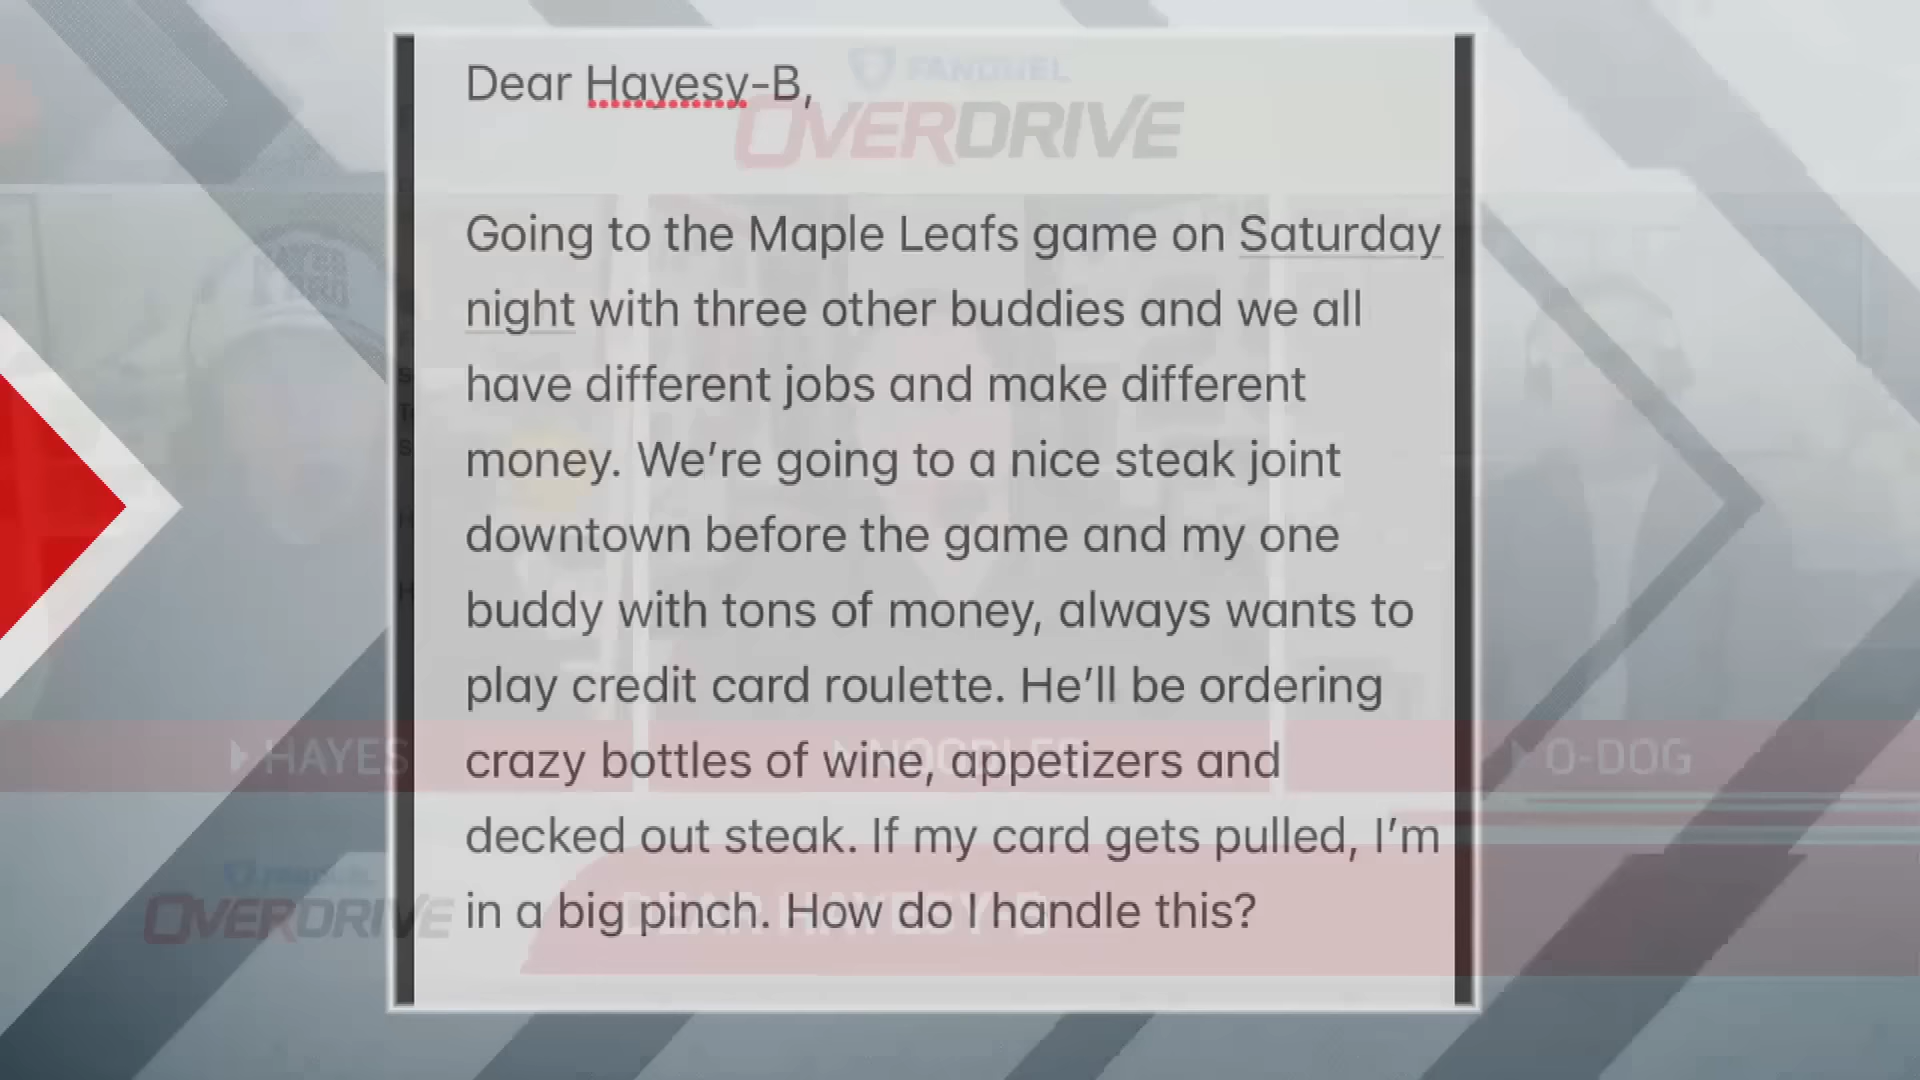 Dear Hayesy-B,
FANDUEL
OVERDRIVE
Going to the Maple Leafs game on Saturday
night with three other buddies and we all
have different jobs and make different
money. We're going to a nice steak joint
downtown before the game and my one
buddy with tons of money, always wants to
play credit card roulette. He'll be ordering
crazy bottles of wine, appetizers and
decked out steak. If my card gets pulled, I'm
in a big pinch. How do I handle this?
HAYES
NOODLES
O-DOG
FANDUEL
OVERDRIVE
DEAR HAYESY-B